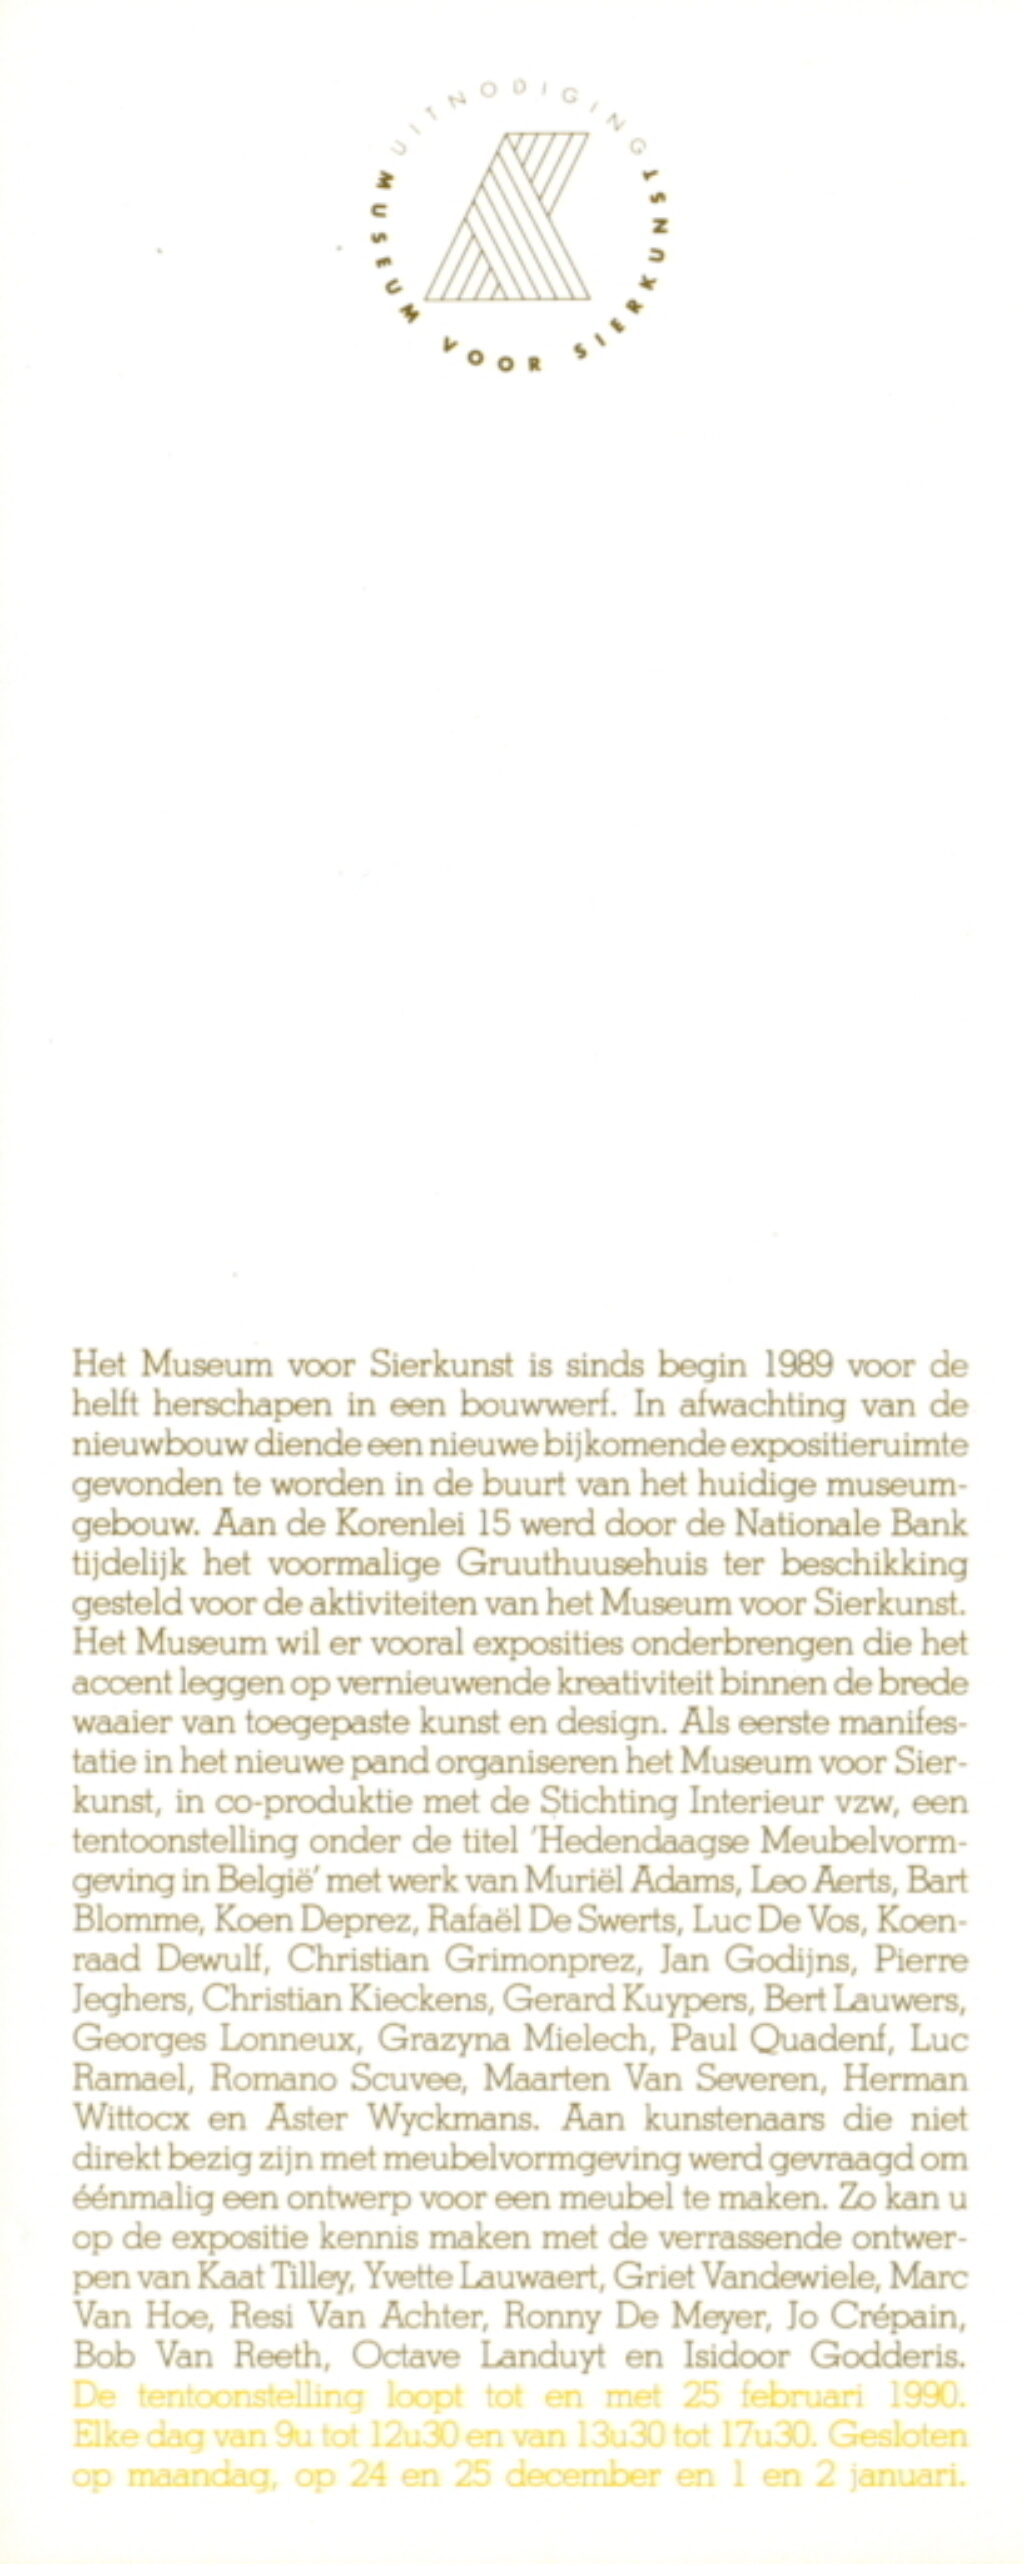 UITNODIGING
MUSEUM VOOR SIERKUNST
Het Museum voor Sierkunst is sinds begin 1989 voor de
helft herschapen in een bouwwerf. In afwachting van de
nieuwbouw diende een nieuwe bijkomende expositieruimte
gevonden te worden in de buurt van het huidige museum-
gebouw. Aan de Korenlei 15 werd door de Nationale Bank
tijdelijk het voormalige Gruuthuusehuis ter beschikking
gesteld voor de aktiviteiten van het Museum voor Sierkunst.
Het Museum wil er vooral exposities onderbrengen die het
accent leggen op vernieuwende kreativiteit binnen de brede
waaier van toegepaste kunst en design. Als eerste manifes-
tatie in het nieuwe pand organiseren het Museum voor Sier-
kunst, in co-produktie met de Stichting Interieur vzw, een
tentoonstelling onder de titel 'Hedendaagse Meubelvorm-
geving in België' met werk van Muriël Adams, Leo Aerts, Bart
Blomme, Koen Deprez, Rafaël De Swerts, Luc De Vos, Koen-
raad Dewulf, Christian Grimonprez, Jan Godijns, Pierre
Jeghers, Christian Kieckens, Gerard Kuypers, Bert Lauwers,
Georges Lonneux, Grazyna Mielech, Paul Quadenf, Luc
Ramael, Romano Scuvee, Maarten Van Severen, Herman
Wittocx en Aster Wyckmans. Aan kunstenaars die niet
direkt bezig zijn met meubelvormgeving werd gevraagd om
éénmalig een ontwerp voor een meubel te maken. Zo kan u
op de expositie kennis maken met de verrassende ontwer-
pen van Kaat Tilley, Yvette Lauwaert, Griet Vandewiele, Marc
Van Hoe, Resi Van Achter, Ronny De Meyer, Jo Crépain,
Bob Van Reeth, Octave Landuyt en Isidoor Godderis.
De tentoonstelling loopt tot en met 25 februari 1990.
Elke dag van 9u tot 12u30 en van 13u30 tot 17u30. Gesloten
op maandag, op 24 en 25 december en 1 en 2 januari.